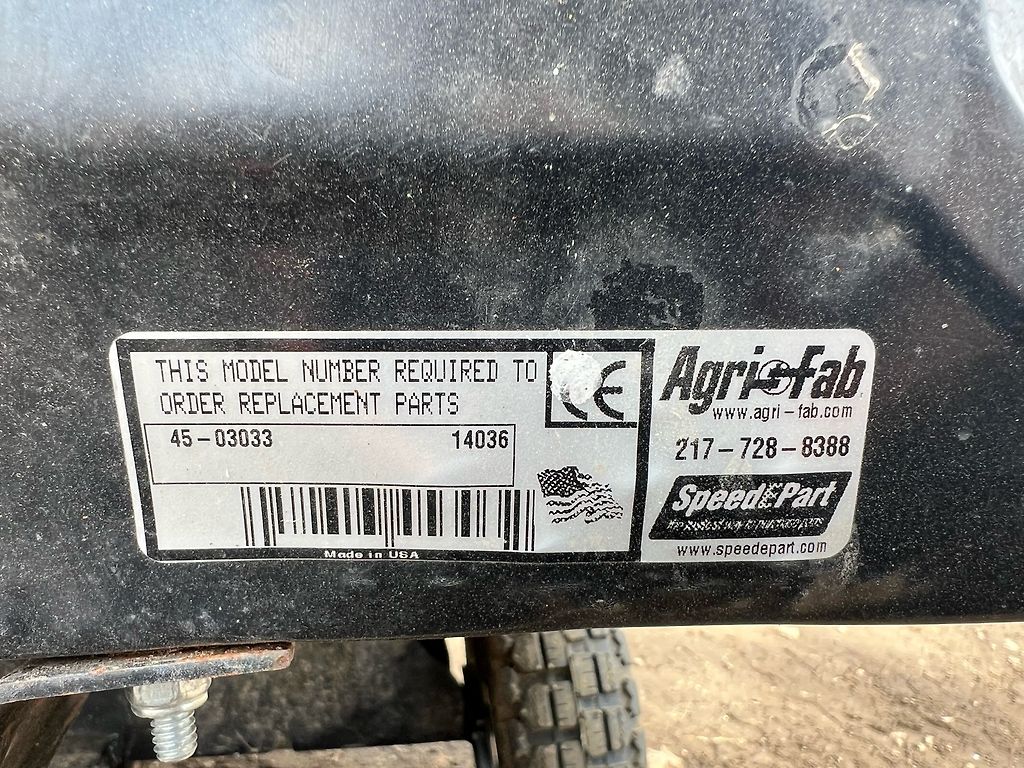 THIS MODEL NUMBER REQUIRED TO
ORDER REPLACEMENT PARTS
45-03033 14036
Made in USA
CE
Agri-Fab
www.agri-fab.com
217-728-8388
SpeedEPart
www.speedepart.com